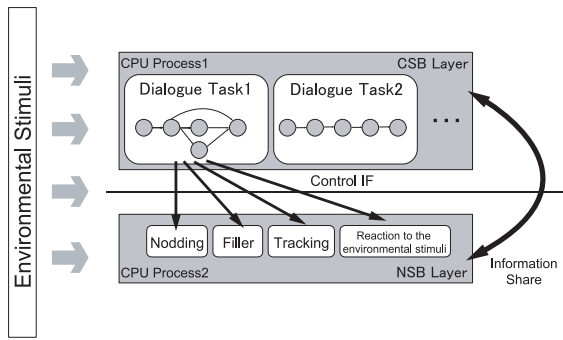 Environmental Stimuli
CPU Process1
CSB Layer
Dialogue Task1
Dialogue Task2
...
Control IF
Nodding
Filler
Tracking
Reaction to the
environmental stimuli
CPU Process2
NSB Layer
Information
Share